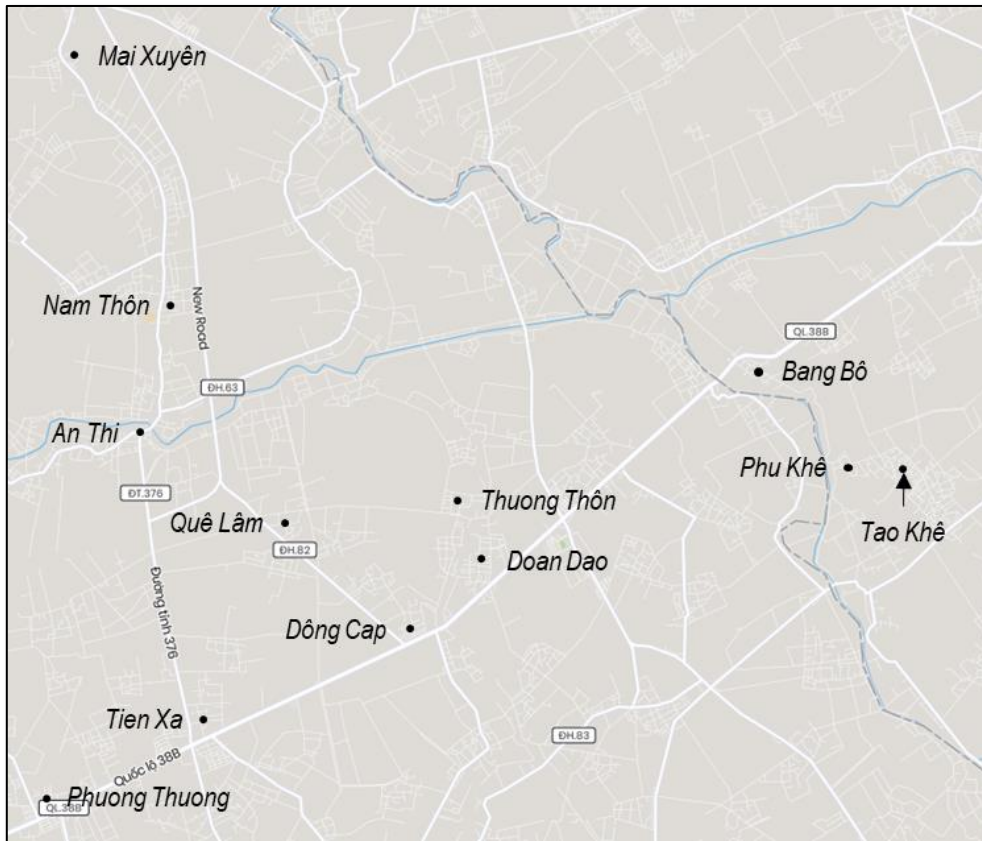 Mai Xuyên
Nam Thôn
New Road
QL.38B
Bang Bô
ĐH.63
An Thi
Phu Khê
ĐT.376
Thuong Thôn
Quê Lâm
Tao Khê
ĐH.82
Doan Dao
Đường tỉnh 376
Dông Cap
Tien Xa
ĐH.83
Quốc lộ 38B
Phuong Thuong
QL.38B